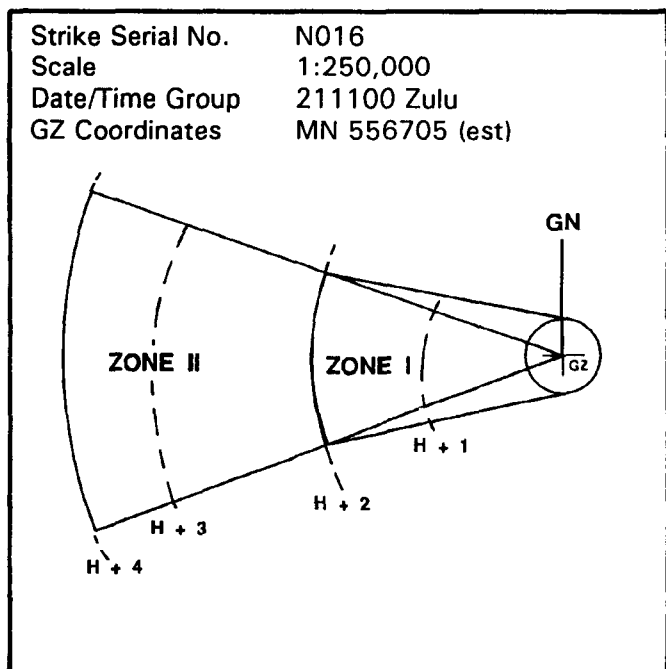 Strike Serial No. N016
Scale 1:250,000
Date/Time Group 211100 Zulu
GZ Coordinates MN 556705 (est)
GN
ZONE II
ZONE I
GZ
H + 1
H + 2
H + 3
H + 4